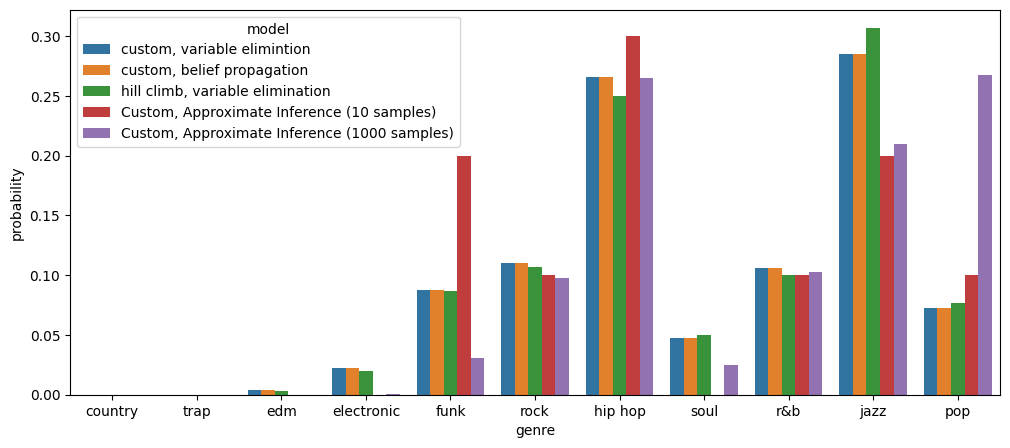 model
custom, variable elimintion
custom, belief propagation
hill climb, variable elimination
Custom, Approximate Inference (10 samples)
Custom, Approximate Inference (1000 samples)
probability
0.30
0.25
0.20
0.15
0.10
0.05
0.00
country trap edm electronic funk rock hip hop soul r&b jazz pop
genre